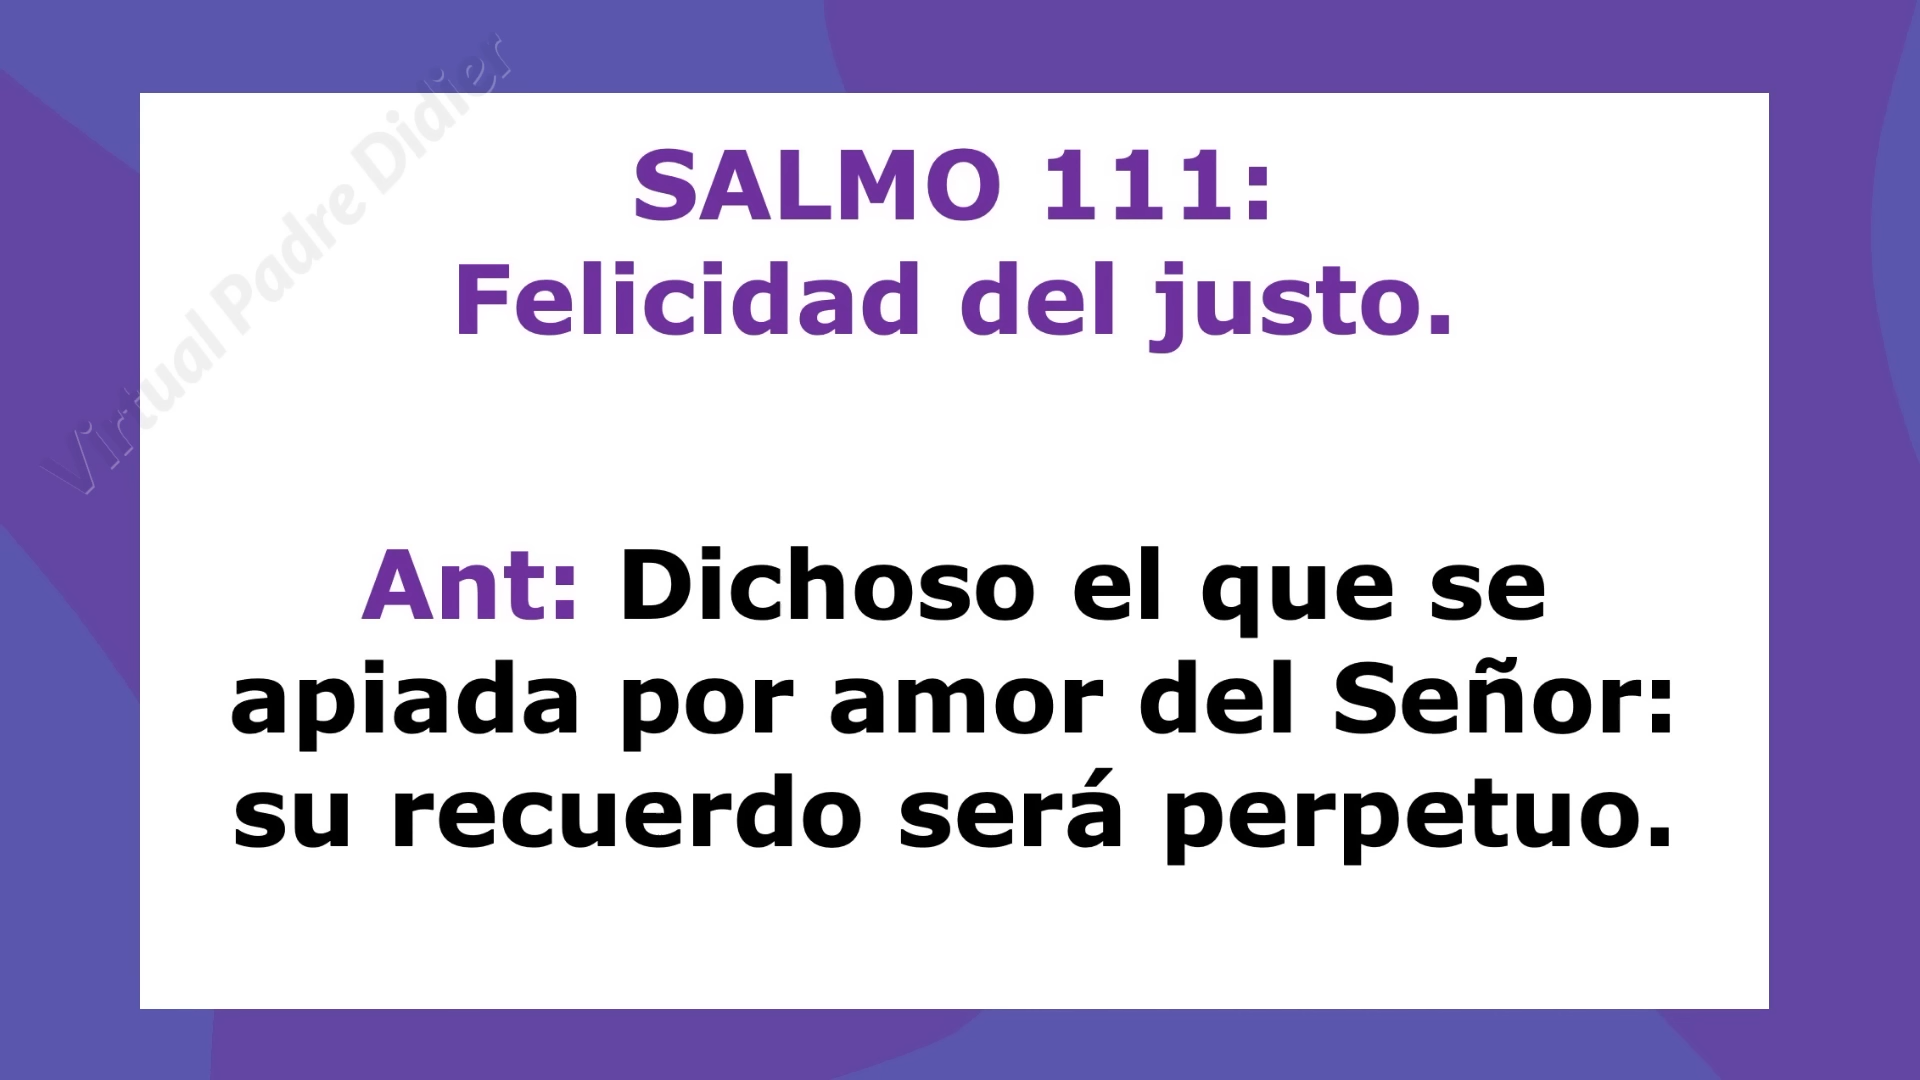 Virtual Padre Didier
SALMO 111:
Felicidad del justo.
Ant: Dichoso el que se
apiada por amor del Señor:
su recuerdo será perpetuo.